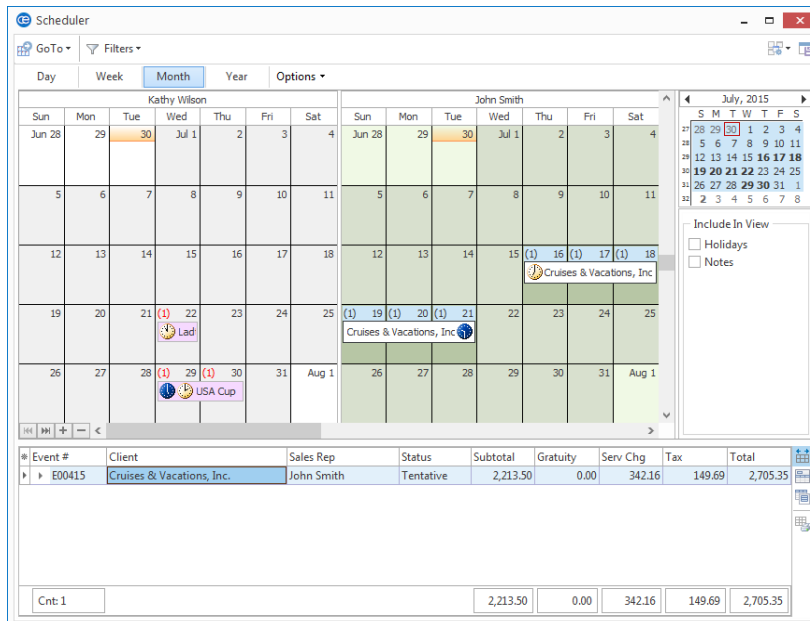 Scheduler
GoTo Filters
Day Week Month Year Options
Kathy Wilson John Smith
Sun Mon Tue Wed Thu Fri Sat Sun Mon Tue Wed Thu Fri Sat
Jun 28 29 30 Jul 1 2 3 4 Jun 28 29 30 Jul 1 2 3 4
5 6 7 8 9 10 11 5 6 7 8 9 10 11
12 13 14 15 16 17 18 12 13 14 15 (1) 16 (1) 17 (1) 18
Cruises & Vacations, Inc
19 20 21 (1) 22 23 24 25 (1) 19 (1) 20 (1) 21 22 23 24 25
Lad Cruises & Vacations, Inc
26 27 28 (1) 29 (1) 30 31 Aug 1 26 27 28 29 30 31 Aug 1
USA Cup
July, 2015
S M T W T F S
27 28 29 30 1 2 3 4
28 5 6 7 8 9 10 11
29 12 13 14 15 16 17 18
30 19 20 21 22 23 24 25
31 26 27 28 29 30 31 1
32 2 3 4 5 6 7 8
Include In View
Holidays
Notes
Event # Client Sales Rep Status Subtotal Gratuity Serv Chg Tax Total
E00415 Cruises & Vacations, Inc. John Smith Tentative 2,213.50 0.00 342.16 149.69 2,705.35
Cnt: 1 2,213.50 0.00 342.16 149.69 2,705.35